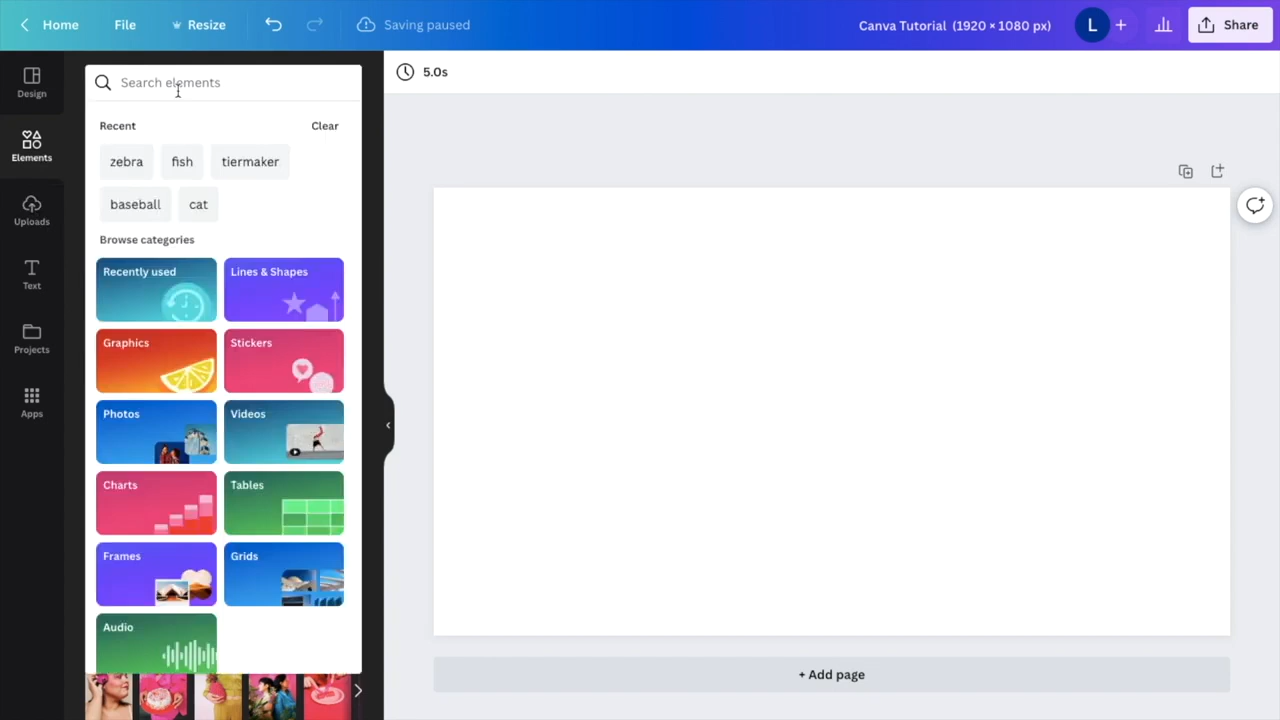 Home File Resize Saving paused Canva Tutorial (1920 × 1080 px) L + Share
Design
Elements
Uploads
Text
Projects
Apps
Search elements
Recent Clear
zebra fish tiermaker
baseball cat
Browse categories
Recently used Lines & Shapes
Graphics Stickers
Photos Videos
Charts Tables
Frames Grids
Audio
5.0s
+ Add page